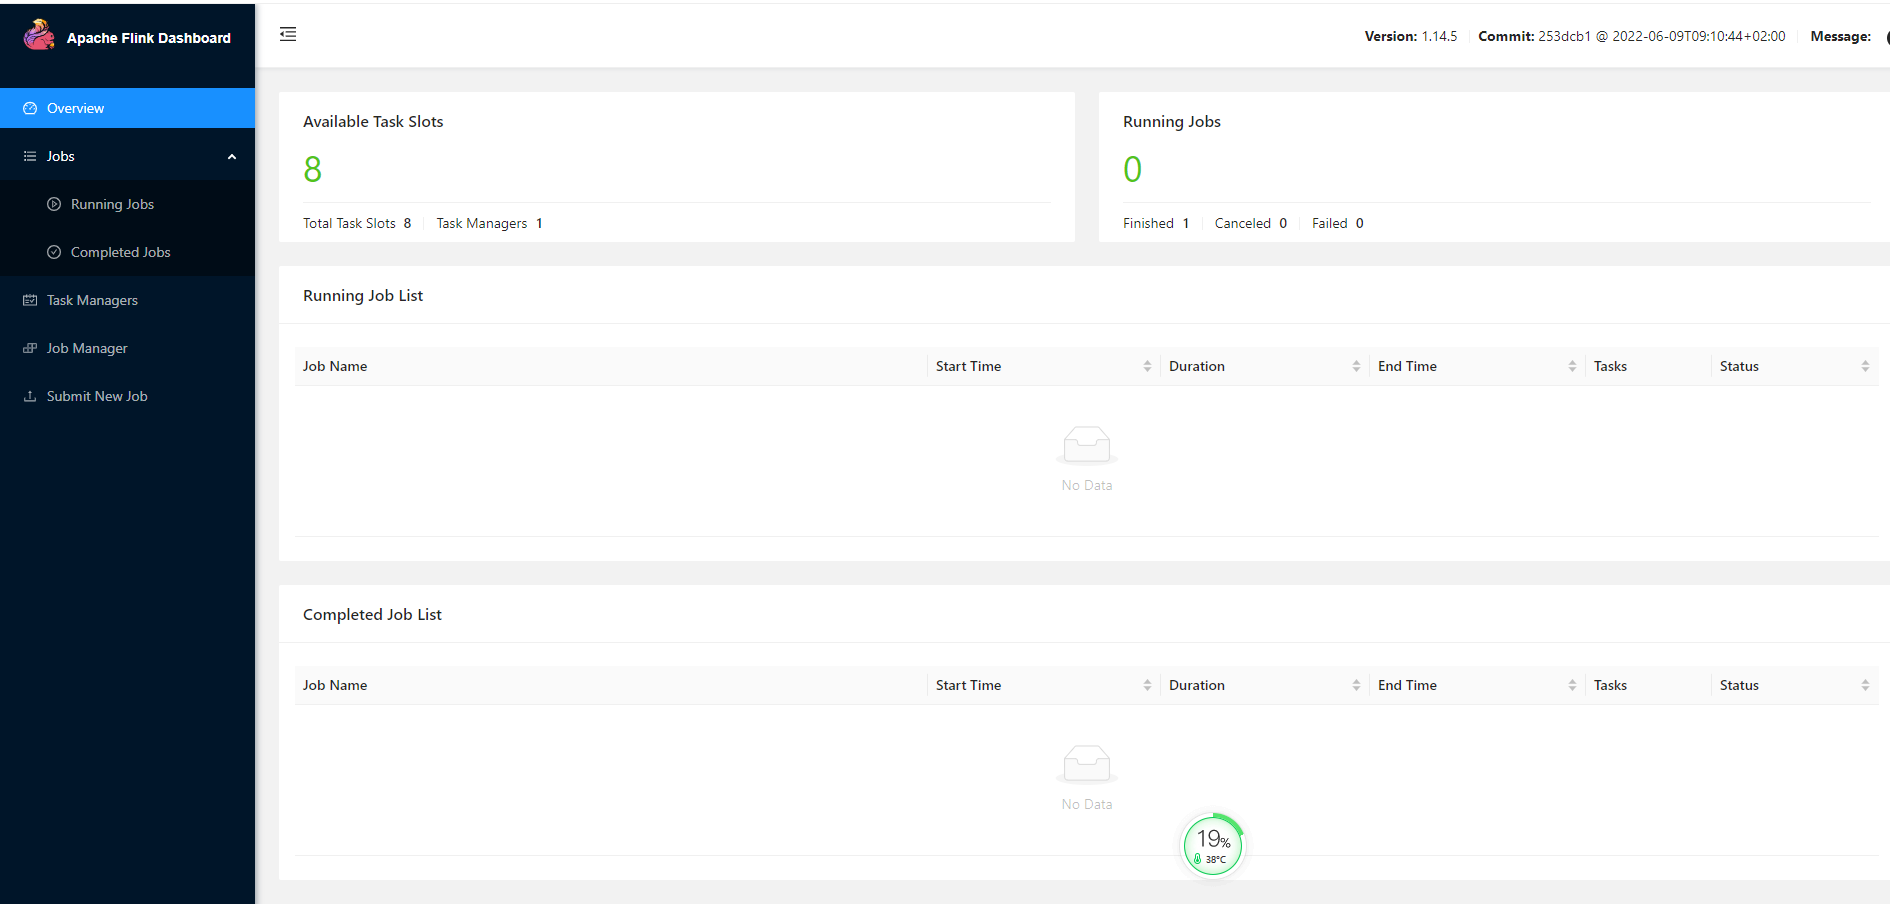 Apache Flink Dashboard
Version: 1.14.5 Commit: 253dcb1 @ 2022-06-09T09:10:44+02:00 Message:
Overview
Jobs
Running Jobs
Completed Jobs
Task Managers
Job Manager
Submit New Job
Available Task Slots
8
Total Task Slots 8 Task Managers 1
Running Jobs
0
Finished 1 Canceled 0 Failed 0
Running Job List
Job Name Start Time Duration End Time Tasks Status
No Data
Completed Job List
Job Name Start Time Duration End Time Tasks Status
No Data
19%
38°C